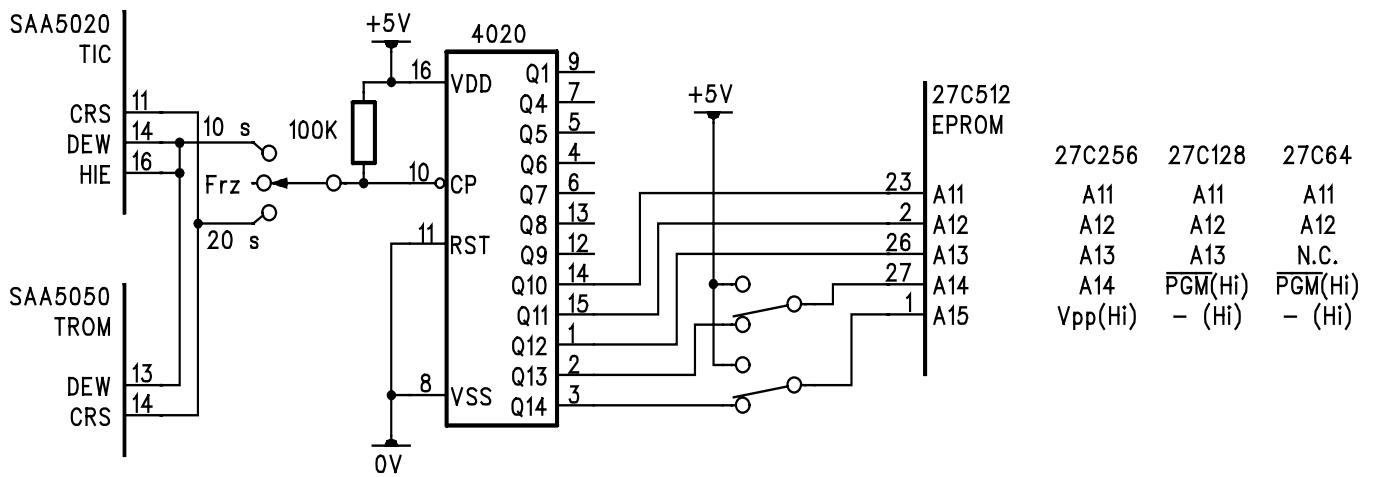 SAA5020
TIC
11
CRS
14
DEW
16
HIE
10 s
Frz
20 s
SAA5050
TROM
13
DEW
14
CRS
+5V
100K
0V
4020
16
VDD
10
CP
11
RST
8
VSS
Q1
9
Q4
7
Q5
5
Q6
4
Q7
6
Q8
13
Q9
12
Q10
14
Q11
15
Q12
1
Q13
2
Q14
3
+5V
27C512
EPROM
23
A11
2
A12
26
A13
27
A14
1
A15
27C256 27C128 27C64
A11 A11 A11
A12 A12 A12
A13 A13 N.C.
A14 PGM(Hi) PGM(Hi)
Vpp(Hi) - (Hi) - (Hi)